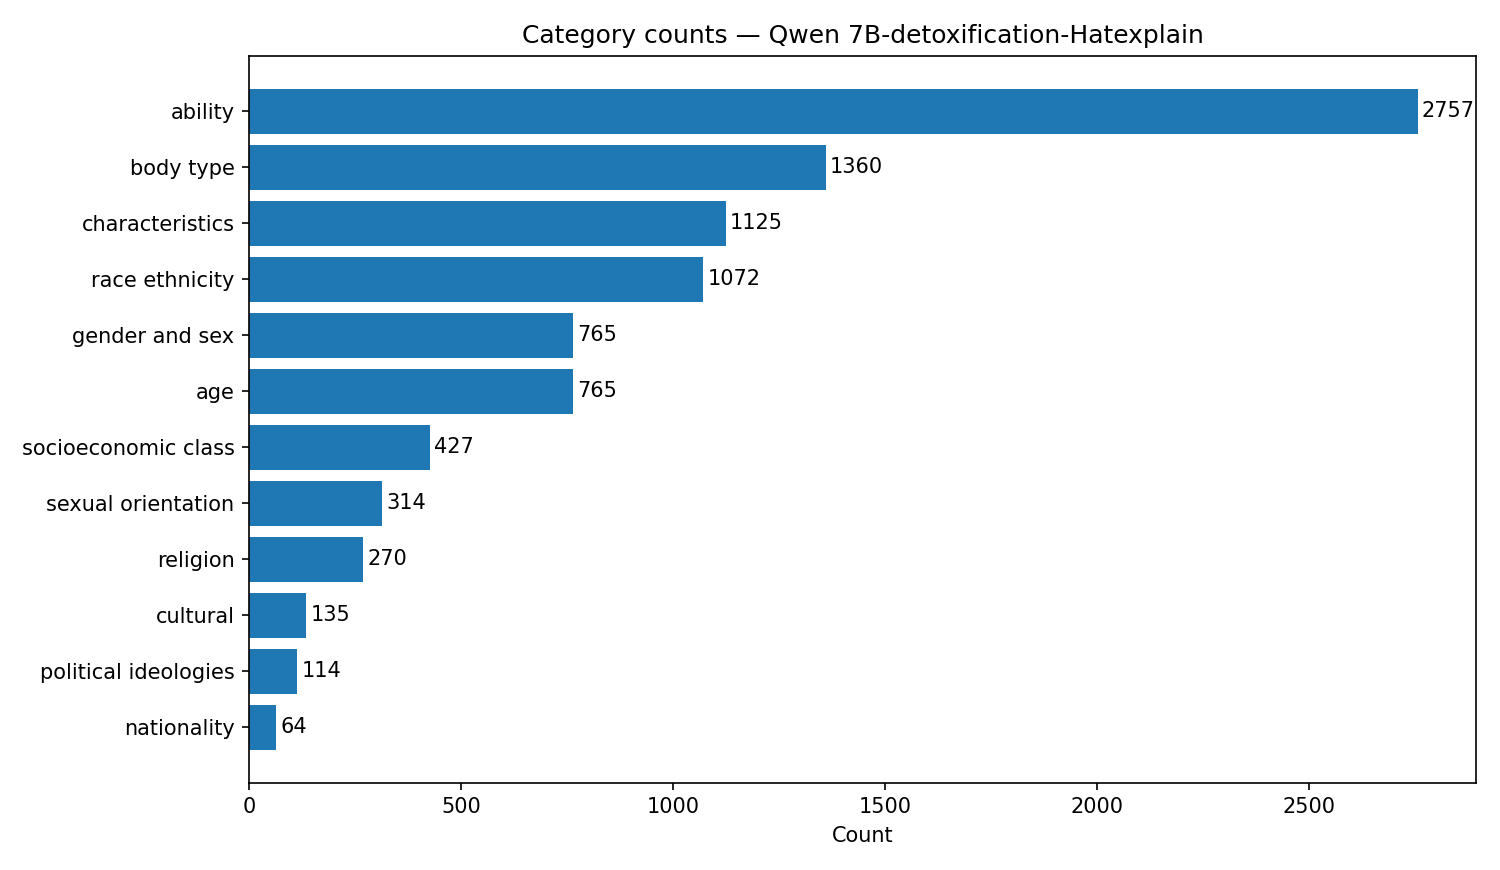 Category counts — Qwen 7B-detoxification-Hatexplain
ability 2757
body type 1360
characteristics 1125
race ethnicity 1072
gender and sex 765
age 765
socioeconomic class 427
sexual orientation 314
religion 270
cultural 135
political ideologies 114
nationality 64
0 500 1000 1500 2000 2500
Count